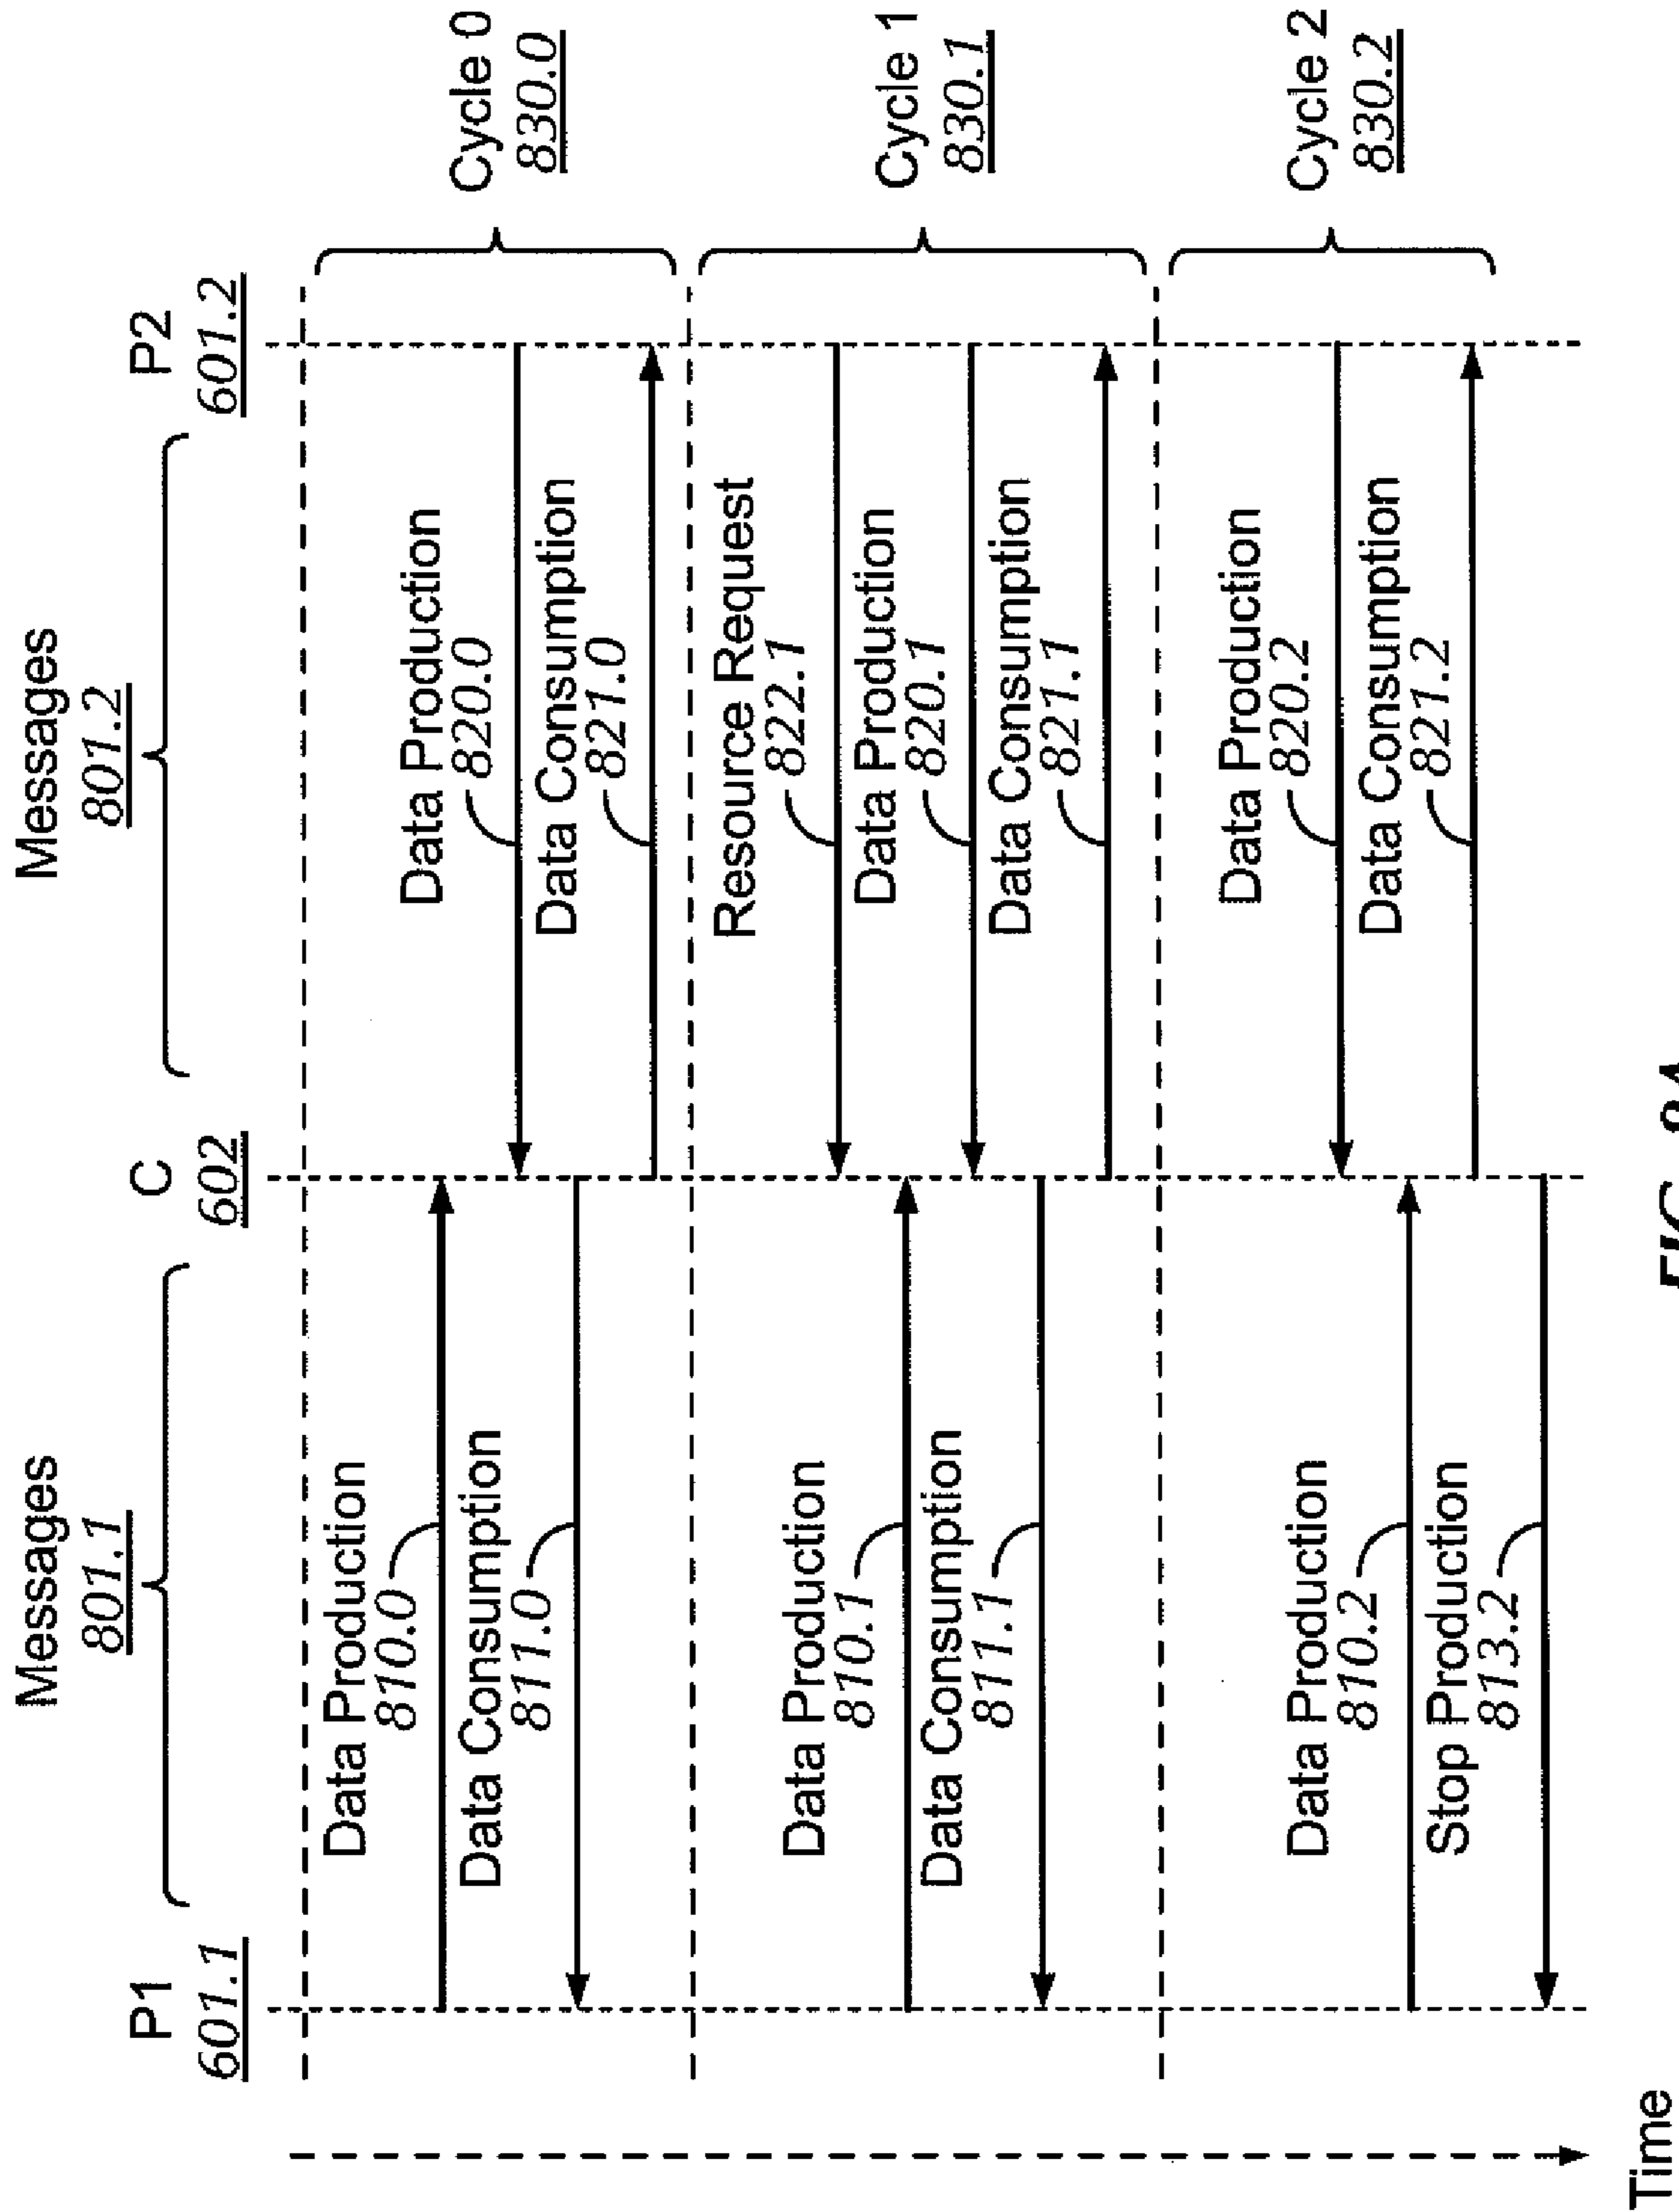 Messages
801.1
Messages
801.2
P1
601.1
C
602
P2
601.2
Cycle 0
830.0
Data Production
810.0
Data Production
820.0
Data Consumption
811.0
Data Consumption
821.0
Cycle 1
830.1
Resource Request
822.1
Data Production
810.1
Data Production
820.1
Data Consumption
811.1
Data Consumption
821.1
Cycle 2
830.2
Data Production
820.2
Data Production
810.2
Data Consumption
821.2
Stop Production
813.2
Time
FIG. 8A